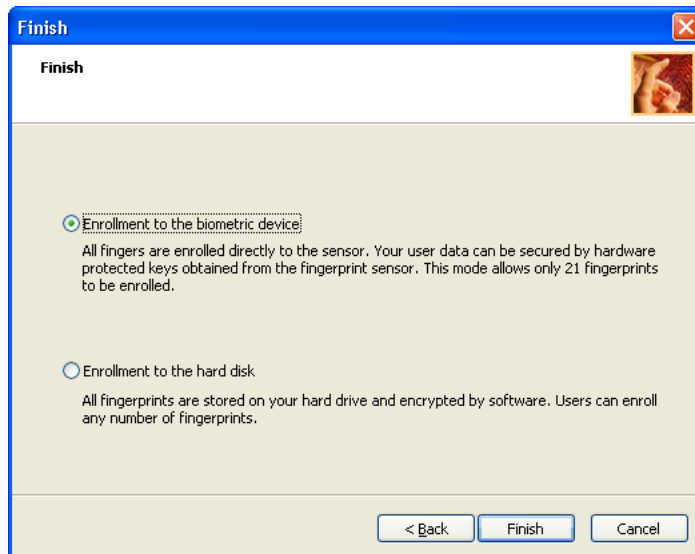 Finish
Finish
Enrollment to the biometric device
All fingers are enrolled directly to the sensor. Your user data can be secured by hardware
protected keys obtained from the fingerprint sensor. This mode allows only 21 fingerprints
to be enrolled.
Enrollment to the hard disk
All fingerprints are stored on your hard drive and encrypted by software. Users can enroll
any number of fingerprints.
< Back Finish Cancel